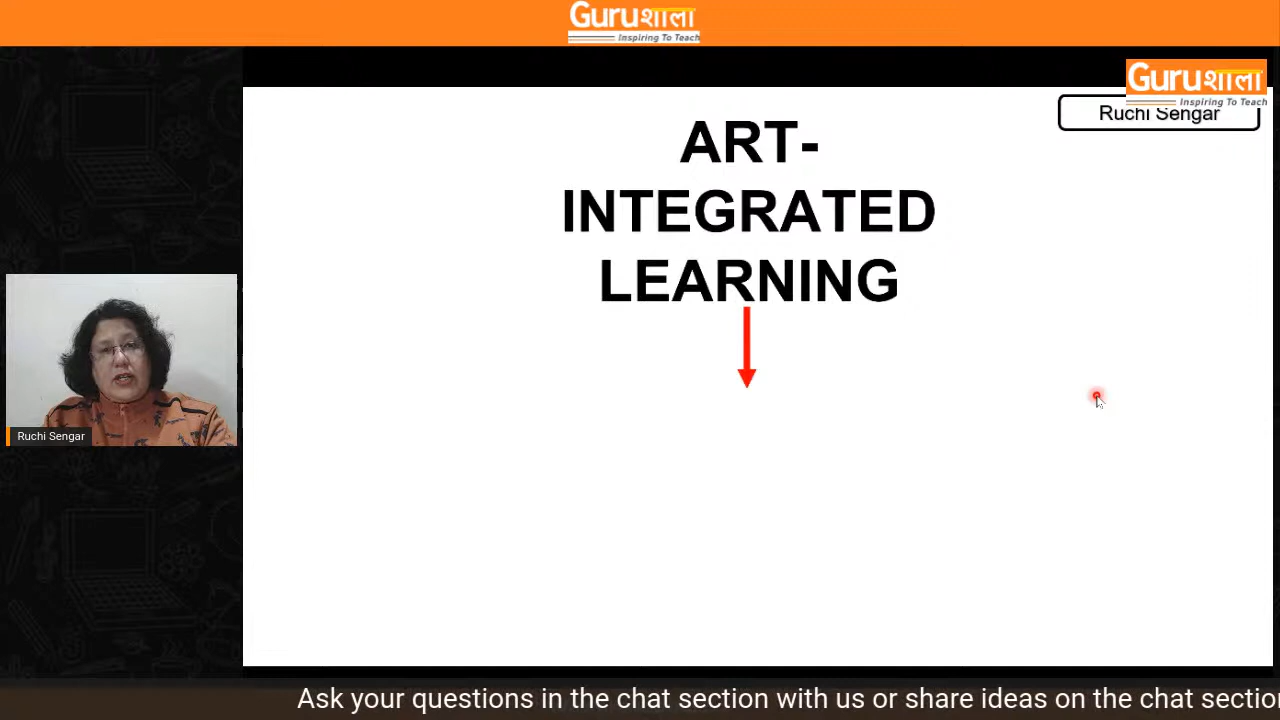 Guruशाला
Inspiring To Teach
Guruशाला
Inspiring To Teach
Ruchi Sengar
ART-
INTEGRATED
LEARNING
Ruchi Sengar
Ask your questions in the chat section with us or share ideas on the chat section